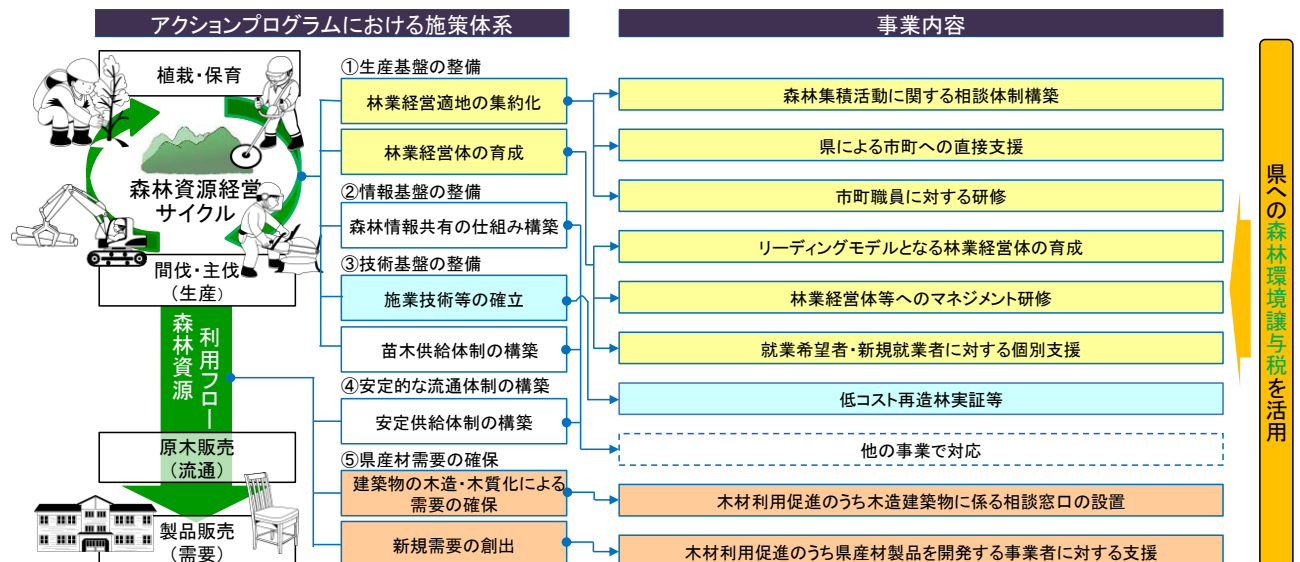 アクションプログラムにおける施策体系
事業内容
植栽・保育
森林資源経営
サイクル
間伐・主伐
(生産)
森林資源
利用フロー
原木販売
(流通)
製品販売
(需要)
①生産基盤の整備
林業経営適地の集約化
林業経営体の育成
②情報基盤の整備
森林情報共有の仕組み構築
③技術基盤の整備
施業技術等の確立
苗木供給体制の構築
④安定的な流通体制の構築
安定供給体制の構築
⑤県産材需要の確保
建築物の木造・木質化による
需要の確保
新規需要の創出
森林集積活動に関する相談体制構築
県による市町への直接支援
市町職員に対する研修
リーディングモデルとなる林業経営体の育成
林業経営体等へのマネジメント研修
就業希望者・新規就業者に対する個別支援
低コスト再造林実証等
他の事業で対応
木材利用促進のうち木造建築物に係る相談窓口の設置
木材利用促進のうち県産材製品を開発する事業者に対する支援
県への森林環境譲与税を活用